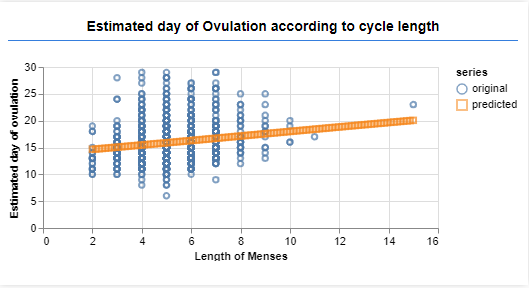 Estimated day of Ovulation according to cycle length
Estimated day of ovulation
30
25
20
15
10
5
0
0 2 4 6 8 10 12 14 16
Length of Menses
series
original
predicted